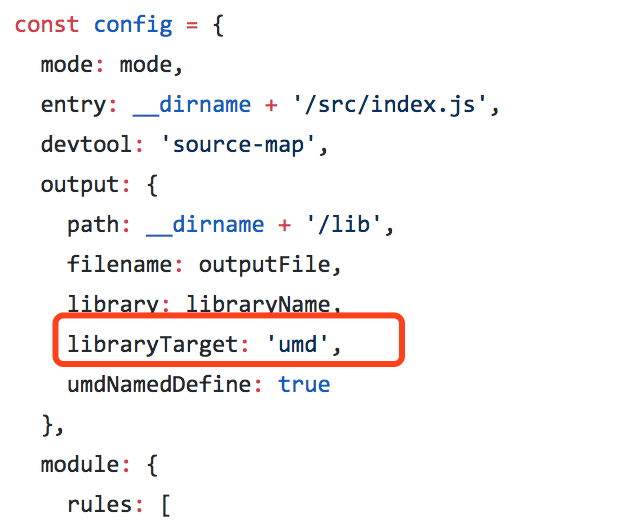 const config = {
mode: mode,
entry: __dirname + '/src/index.js',
devtool: 'source-map',
output: {
path: __dirname + '/lib',
filename: outputFile,
library: libraryName,
libraryTarget: 'umd',
umdNamedDefine: true
},
module: {
rules: [